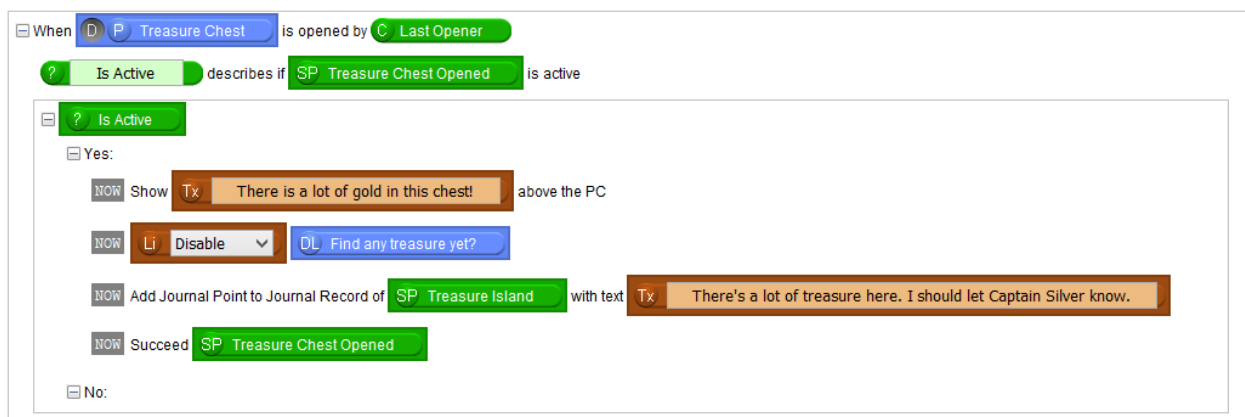 When D P Treasure Chest is opened by C Last Opener
? Is Active describes if SP Treasure Chest Opened is active
? Is Active
Yes:
NOW Show Tx There is a lot of gold in this chest! above the PC
NOW Li Disable DL Find any treasure yet?
NOW Add Journal Point to Journal Record of SP Treasure Island with text Tx There's a lot of treasure here. I should let Captain Silver know.
NOW Succeed SP Treasure Chest Opened
No: